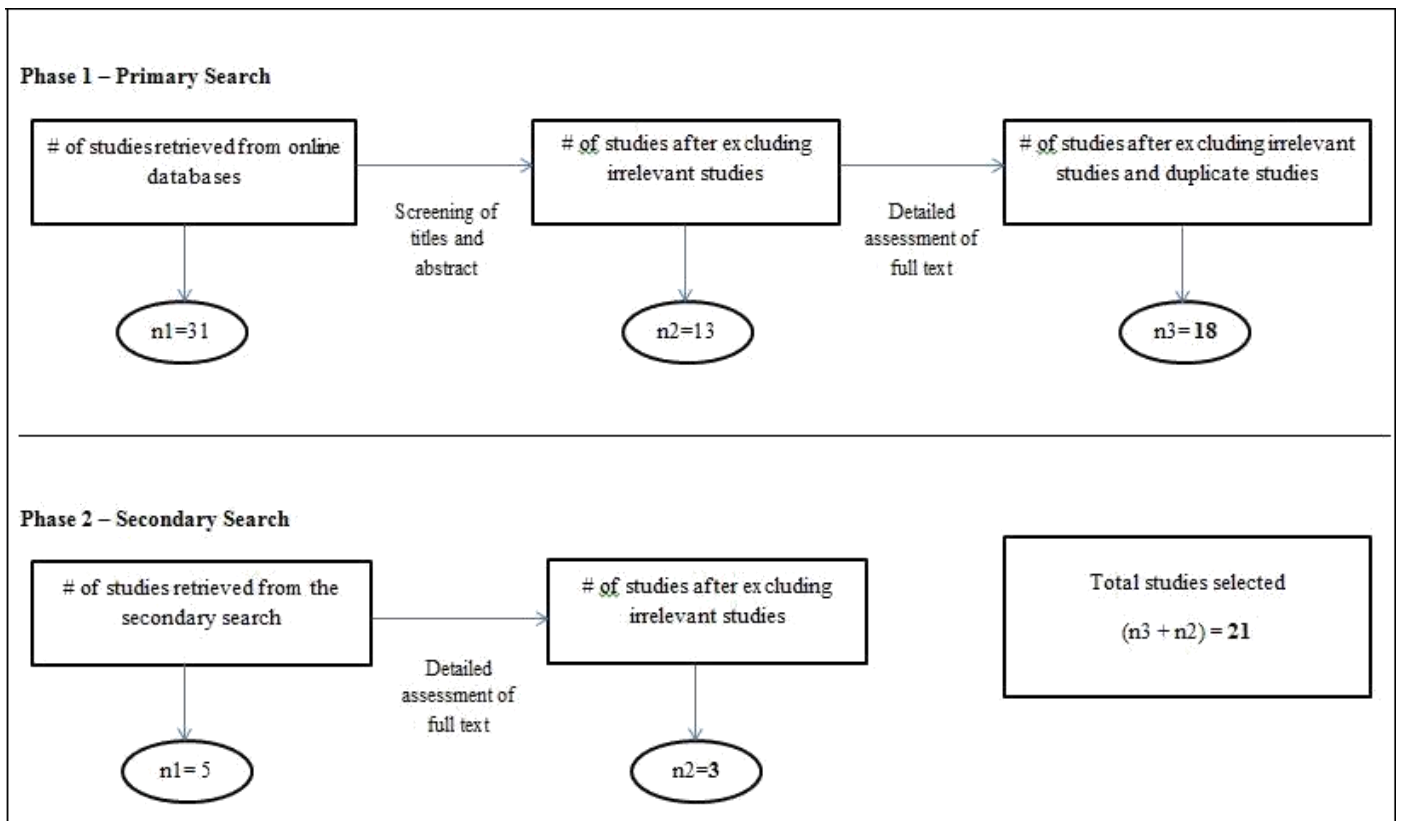 Phase 1 – Primary Search
# of studies retrieved from online
databases
# of studies after excluding
irrelevant studies
# of studies after excluding irrelevant
studies and duplicate studies
Screening of
titles and
abstract
Detailed
assessment of
full text
n1=31
n2=13
n3=18
Phase 2 – Secondary Search
# of studies retrieved from the
secondary search
# of studies after excluding
irrelevant studies
Total studies selected
(n3 + n2) = 21
Detailed
assessment of
full text
n1= 5
n2=3